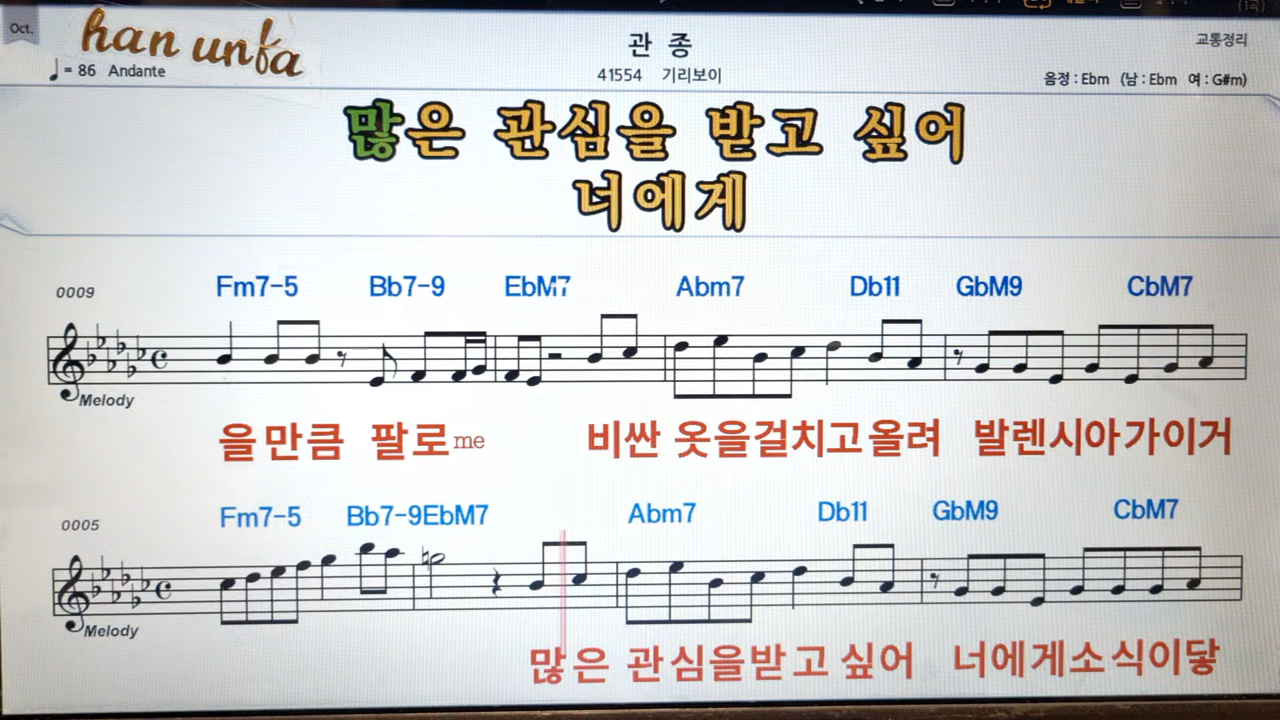 Oct.
han unfa
관 종
교통정리
♩= 86 Andante
41554 기리보이
음정 : Ebm (남 : Ebm 여 : G#m)
많은 관심을 받고 싶어
너에게
0009
Fm7-5 Bb7-9 EbM7 Abm7 Db11 GbM9 CbM7
Melody
을만큼 팔로me 비싼 옷을걸치고올려 발렌시아가이거
0005
Fm7-5 Bb7-9EbM7 Abm7 Db11 GbM9 CbM7
Melody
많은 관심을받고 싶어 너에게소식이닿